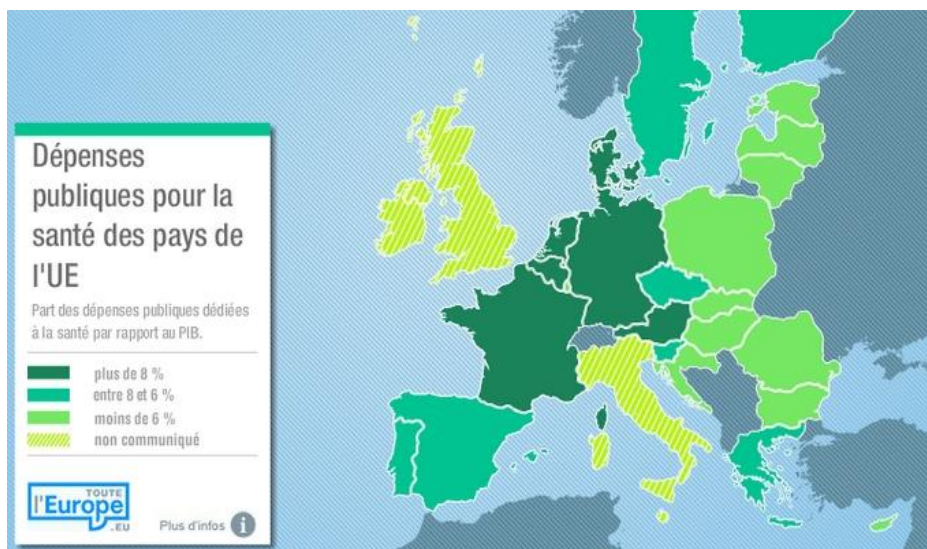 Dépenses
publiques pour la
santé des pays de
l'UE
Part des dépenses publiques dédiées
à la santé par rapport au PIB.
plus de 8 %
entre 8 et 6 %
moins de 6 %
non communiqué
TOUTE
l'Europe
.EU
Plus d'infos i